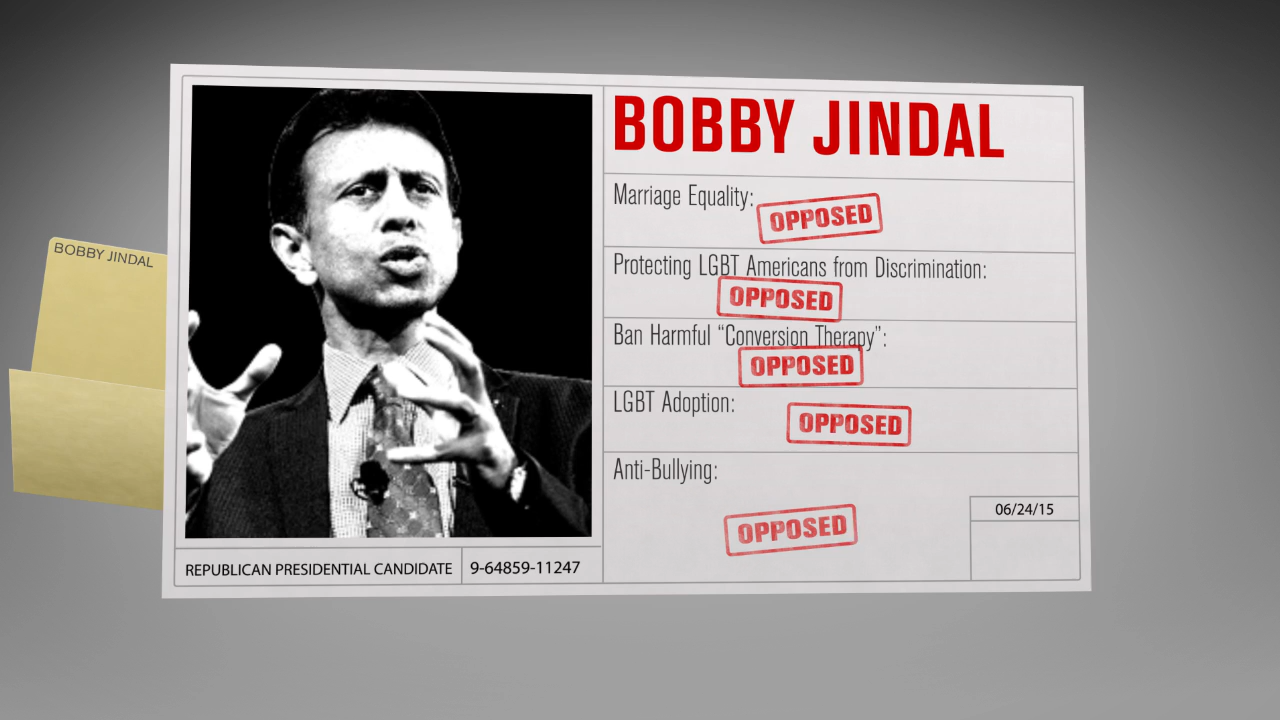 BOBBY JINDAL
BOBBY JINDAL
Marriage Equality:
OPPOSED
Protecting LGBT Americans from Discrimination:
OPPOSED
Ban Harmful “Conversion Therapy”:
OPPOSED
LGBT Adoption:
OPPOSED
Anti-Bullying:
OPPOSED
06/24/15
REPUBLICAN PRESIDENTIAL CANDIDATE
9-64859-11247